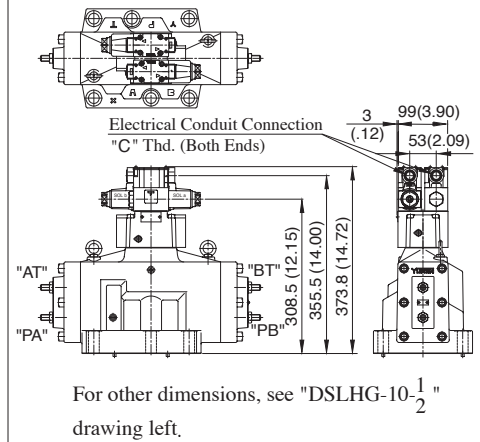 T P Y
X A B
3
(.12)
99(3.90)
Electrical Conduit Connection
"C" Thd. (Both Ends)
53(2.09)
"AT"
"BT"
"PA"
"PB"
308.5 (12.15)
355.5 (14.00)
373.8 (14.72)
YUKEN
For other dimensions, see "DSLHG-10-1/2"
drawing left.